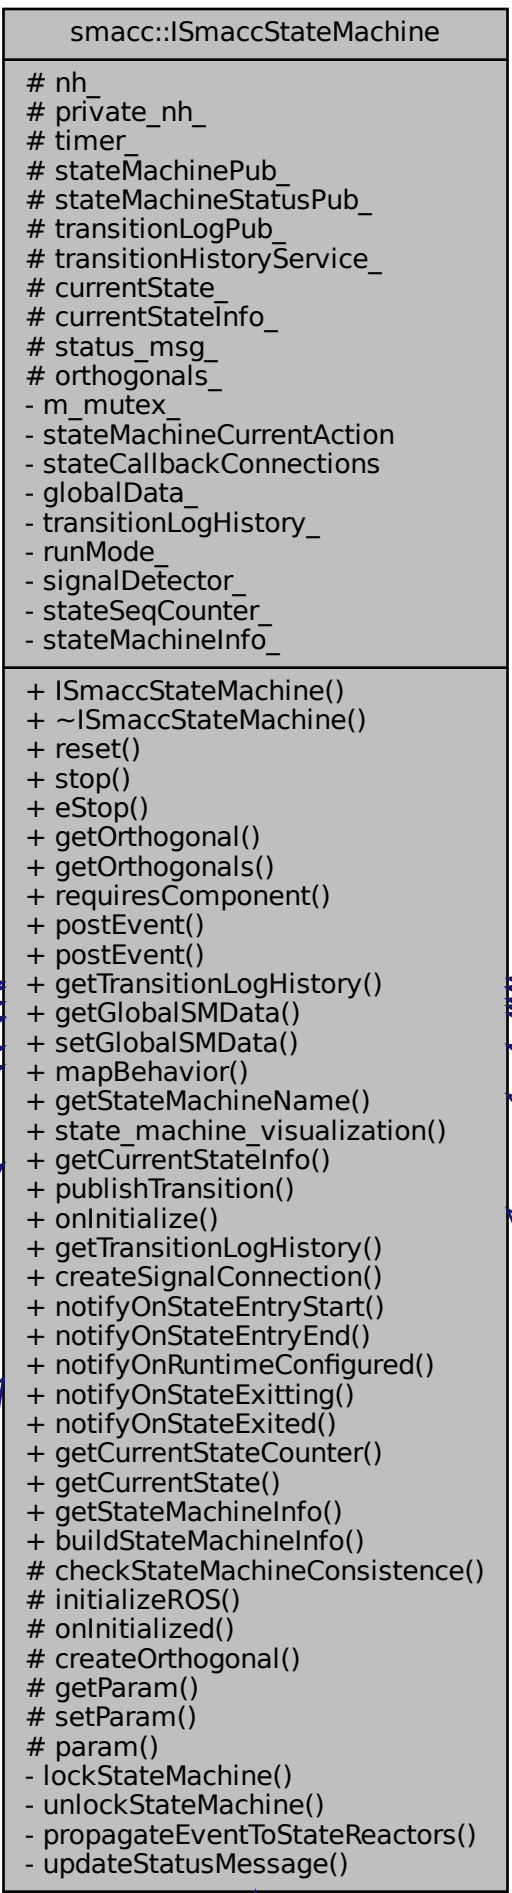 smacc::ISmaccStateMachine
# nh_
# private_nh_
# timer_
# stateMachinePub_
# stateMachineStatusPub_
# transitionLogPub_
# transitionHistoryService_
# currentState_
# currentStateInfo_
# status_msg_
# orthogonals_
- m_mutex_
- stateMachineCurrentAction
- stateCallbackConnections
- globalData_
- transitionLogHistory_
- runMode_
- signalDetector_
- stateSeqCounter_
- stateMachineInfo_
+ ISmaccStateMachine()
+ ~ISmaccStateMachine()
+ reset()
+ stop()
+ eStop()
+ getOrthogonal()
+ getOrthogonals()
+ requiresComponent()
+ postEvent()
+ postEvent()
+ getTransitionLogHistory()
+ getGlobalSMData()
+ setGlobalSMData()
+ mapBehavior()
+ getStateMachineName()
+ state_machine_visualization()
+ getCurrentStateInfo()
+ publishTransition()
+ onInitialize()
+ getTransitionLogHistory()
+ createSignalConnection()
+ notifyOnStateEntryStart()
+ notifyOnStateEntryEnd()
+ notifyOnRuntimeConfigured()
+ notifyOnStateExitting()
+ notifyOnStateExited()
+ getCurrentStateCounter()
+ getCurrentState()
+ getStateMachineInfo()
+ buildStateMachineInfo()
# checkStateMachineConsistence()
# initializeROS()
# onInitialized()
# createOrthogonal()
# getParam()
# setParam()
# param()
- lockStateMachine()
- unlockStateMachine()
- propagateEventToStateReactors()
- updateStatusMessage()